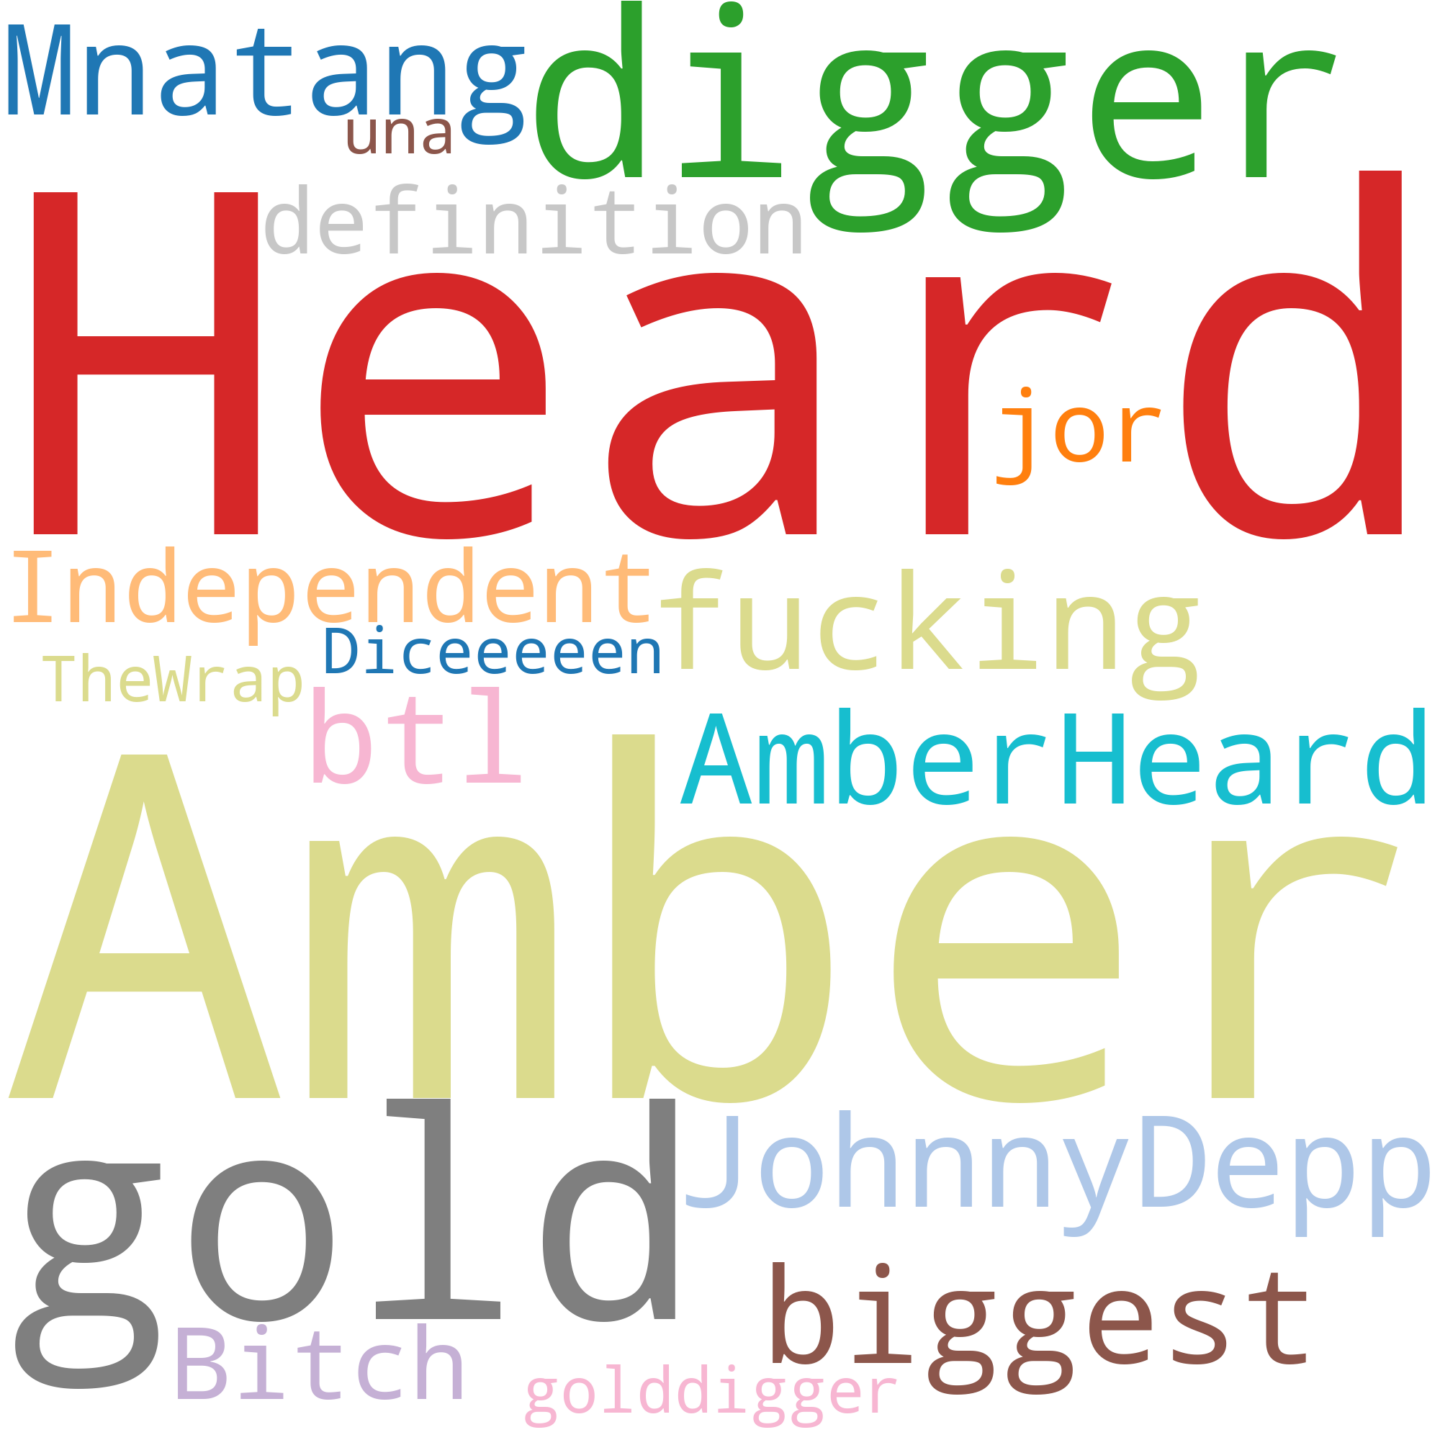 Mnatang
digger
una
definition
Heard
jor
Independent
fucking
Diceeeeen
TheWrap
btl
AmberHeard
Amber
gold
JohnnyDepp
biggest
Bitch
golddigger